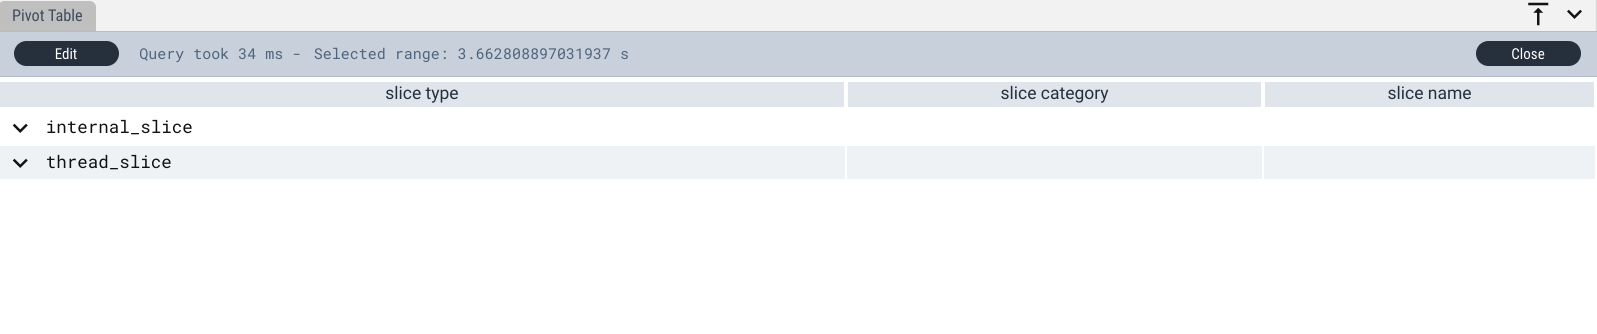 Pivot Table
Edit Query took 34 ms - Selected range: 3.662808897031937 s Close
slice type slice category slice name
internal_slice
thread_slice